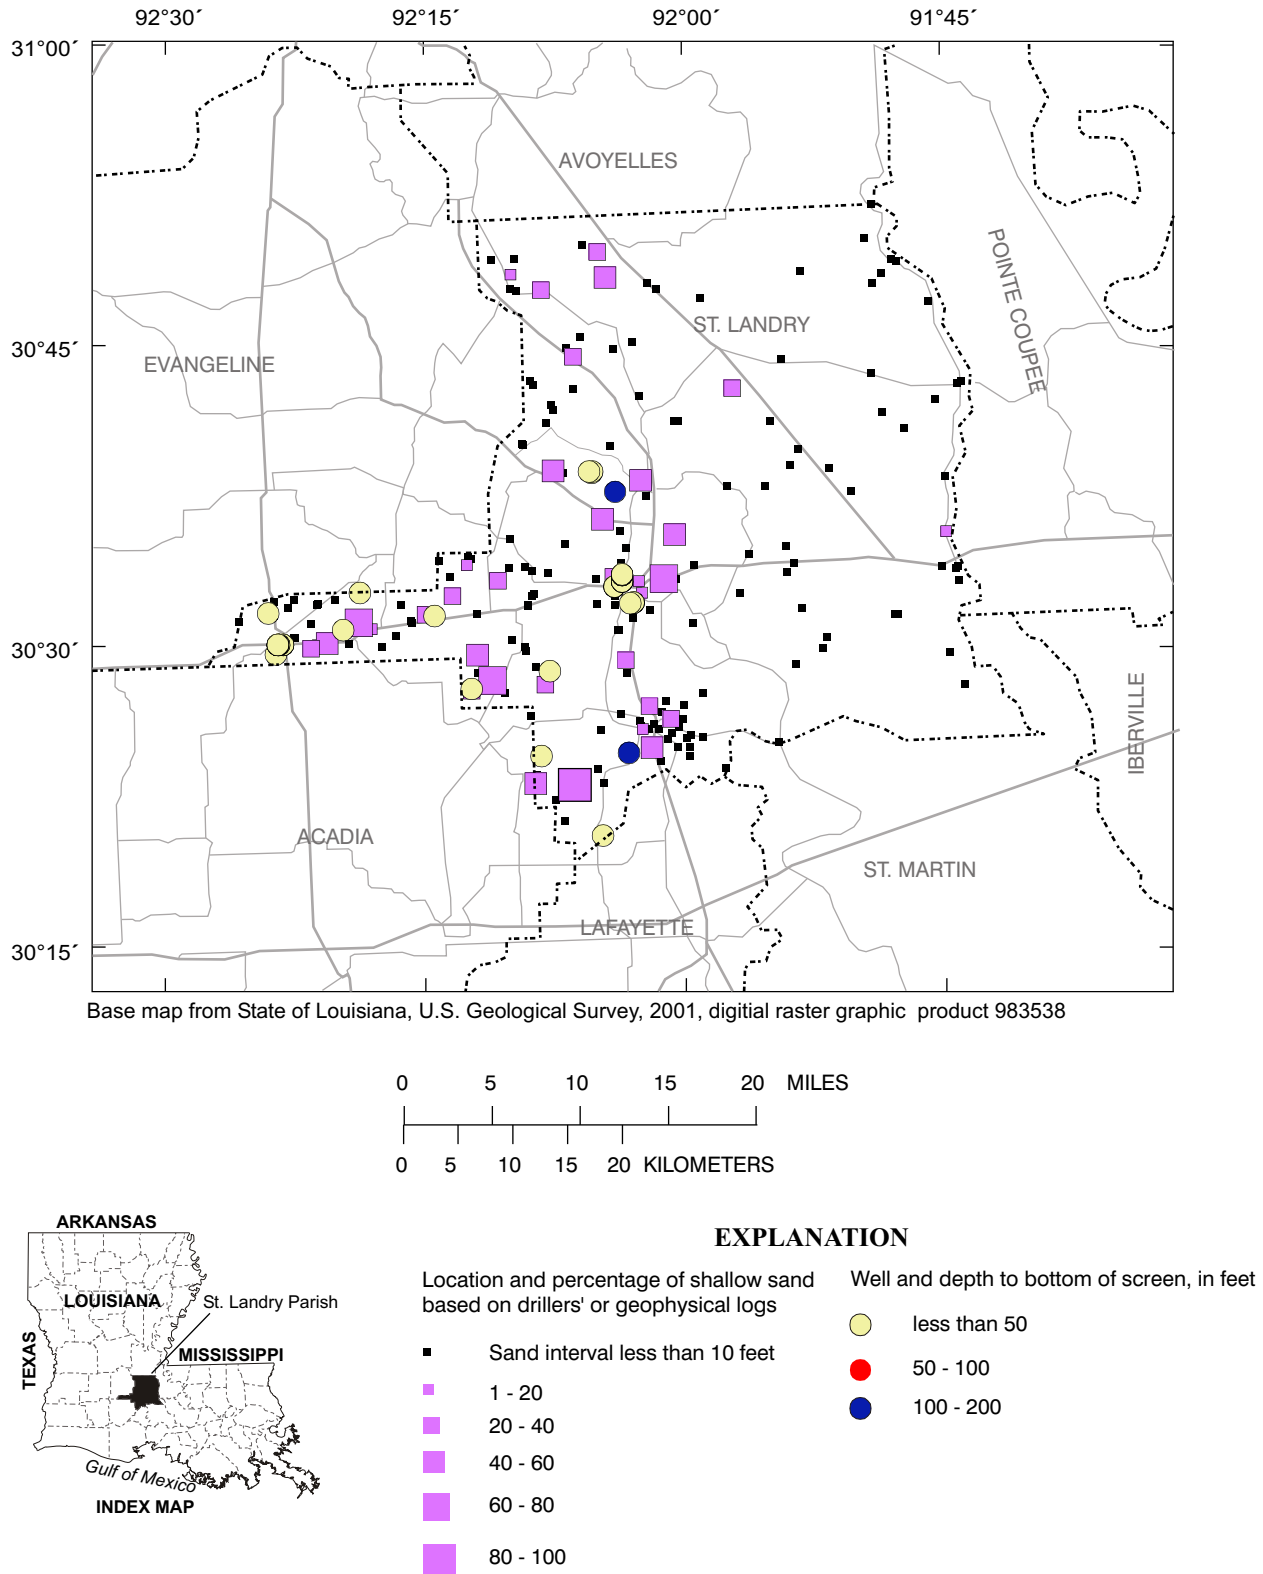 92°30´ 92°15´ 92°00´ 91°45´
31°00´
AVOYELLES
POINTE COUPEE
ST. LANDRY
30°45´
EVANGELINE
30°30´
IBERVILLE
ACADIA
ST. MARTIN
LAFAYETTE
30°15´
Base map from State of Louisiana, U.S. Geological Survey, 2001, digitial raster graphic product 983538
0 5 10 15 20 MILES
0 5 10 15 20 KILOMETERS
ARKANSAS
LOUISIANA
St. Landry Parish
TEXAS
MISSISSIPPI
Gulf of Mexico
INDEX MAP
EXPLANATION
Location and percentage of shallow sand
based on drillers' or geophysical logs
Sand interval less than 10 feet
1 - 20
20 - 40
40 - 60
60 - 80
80 - 100
Well and depth to bottom of screen, in feet
less than 50
50 - 100
100 - 200